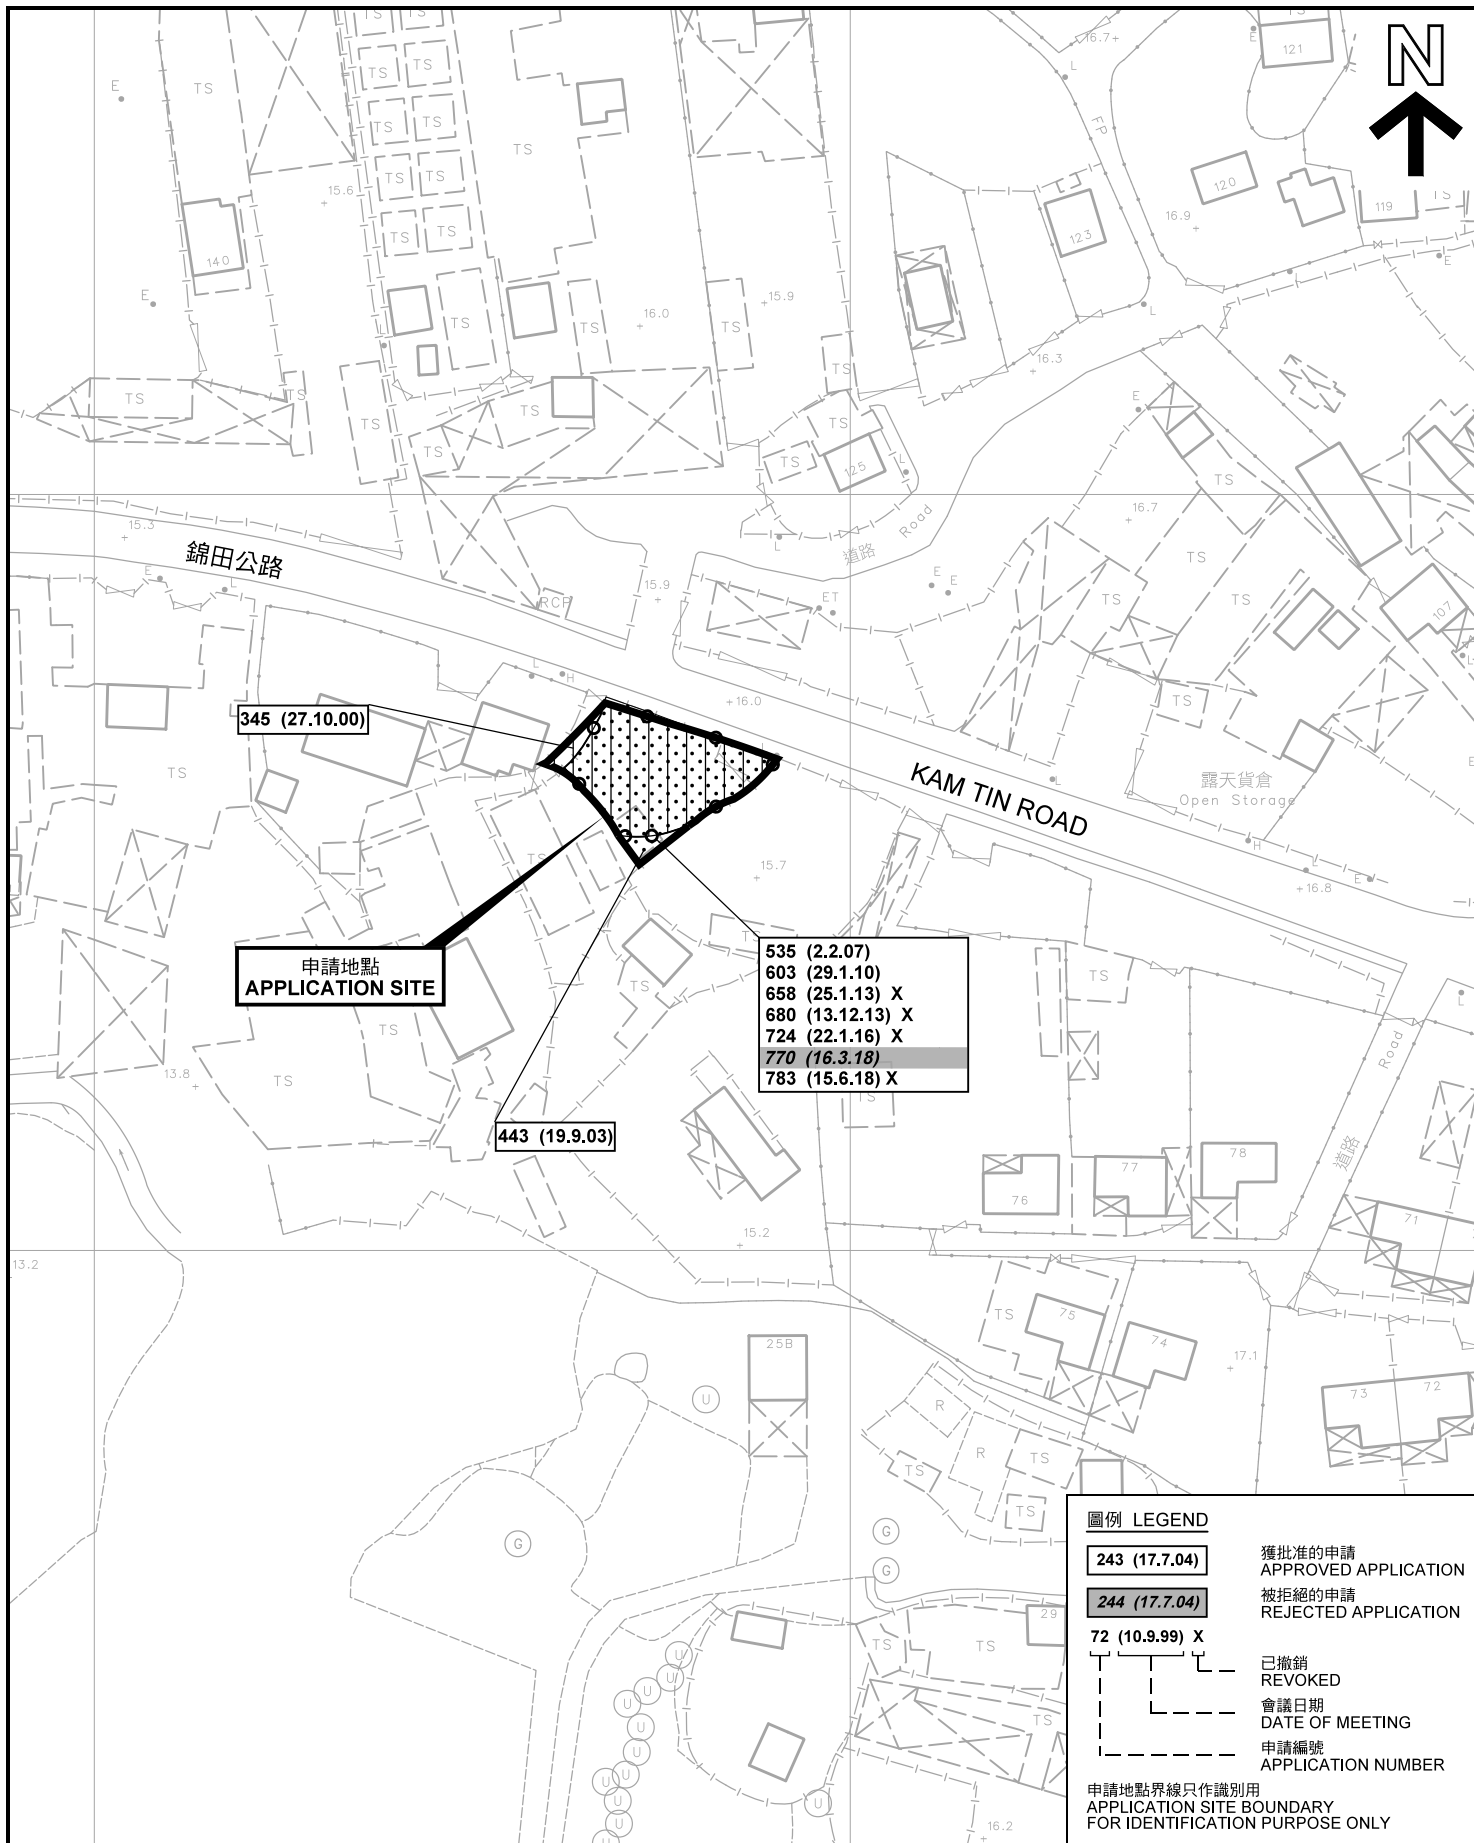 N
E
TS
TS
TS
TS
TS
TS
TS
TS
TS
TS
TS
TS
TS
16.7
L
E
121
FP
15.6
140
E
120
16.9
119
TS
123
E
L
TS
16.0
TS
TS
15.9
16.3
L
TS
TS
TS
TS
TS
TS
TS
TS
TS
125
L
E
TS
16.7
TS
15.3
錦田公路
L
道路 Road
E
L
RCP
15.9
ET
E
E
TS
TS
107
L
H
345 (27.10.00)
TS
16.0
TS
KAM TIN ROAD
L
露天貨倉
Open Storage
E
H
16.8
E
TS
15.7
申請地點
APPLICATION SITE
TS
TS
TS
TS
535 (2.2.07)
603 (29.1.10)
658 (25.1.13) X
680 (13.12.13) X
724 (22.1.16) X
770 (16.3.18)
783 (15.6.18) X
TS
L
道路 Road
13.8
TS
443 (19.9.03)
76
77
78
71
15.2
13.2
TS
75
74
17.1
25B
73
72
U
R
R
TS
TS
TS
G
G
G
29
TS
TS
TS
U
U
U
U
U
U
U
U
U
U
U
U
16.2
圖例 LEGEND
243 (17.7.04)
獲批准的申請
APPROVED APPLICATION
244 (17.7.04)
被拒絕的申請
REJECTED APPLICATION
72 (10.9.99) X
已撤銷
REVOKED
會議日期
DATE OF MEETING
申請編號
APPLICATION NUMBER
申請地點界線只作識別用
APPLICATION SITE BOUNDARY
FOR IDENTIFICATION PURPOSE ONLY